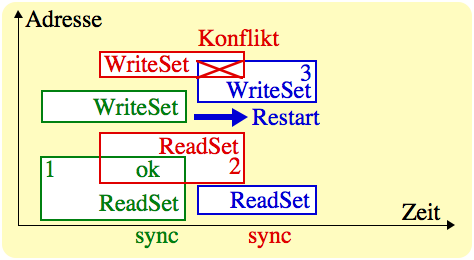 Adresse
Konflikt
WriteSet
3
WriteSet
WriteSet
Restart
ReadSet
1
ok
2
ReadSet
ReadSet
Zeit
sync
sync